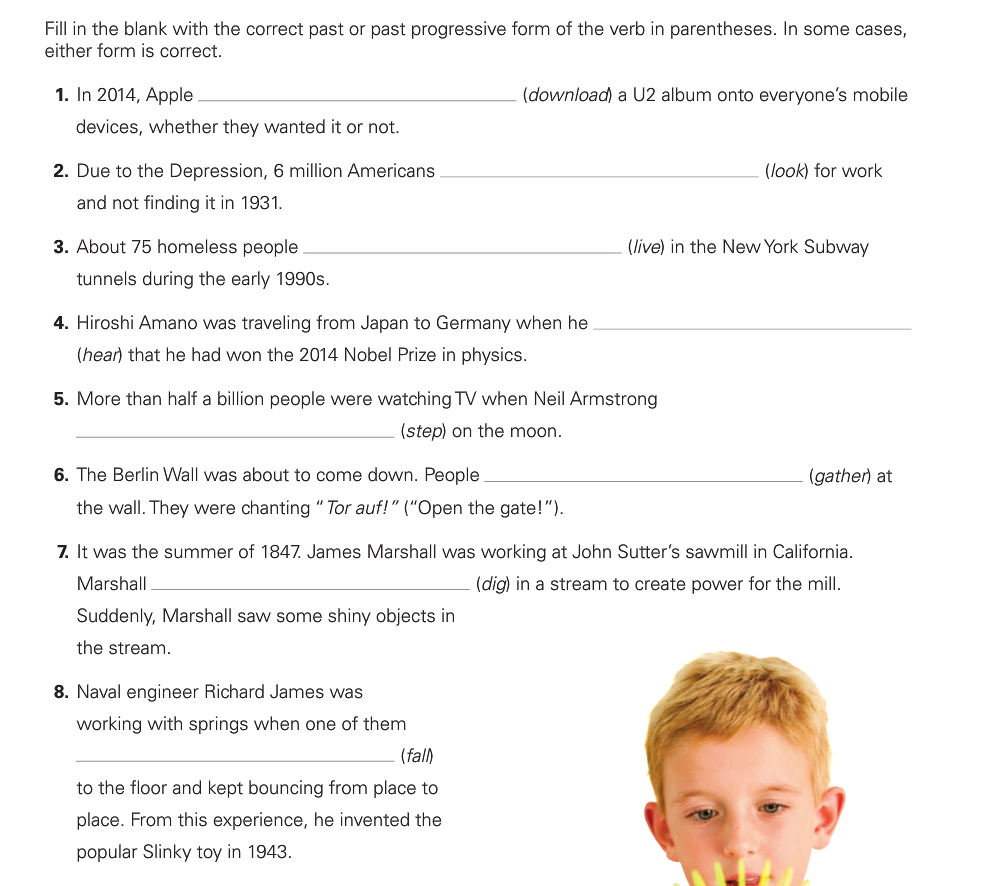 Fill in the blank with the correct past or past progressive form of the verb in parentheses. In some cases,
either form is correct.
1. In 2014, Apple ______________ (download) a U2 album onto everyone's mobile
devices, whether they wanted it or not.
2. Due to the Depression, 6 million Americans ______________ (look) for work
and not finding it in 1931.
3. About 75 homeless people ______________ (live) in the New York Subway
tunnels during the early 1990s.
4. Hiroshi Amano was traveling from Japan to Germany when he ______________
(hear) that he had won the 2014 Nobel Prize in physics.
5. More than half a billion people were watching TV when Neil Armstrong
______________ (step) on the moon.
6. The Berlin Wall was about to come down. People ______________ (gather) at
the wall. They were chanting "Tor auf!" ("Open the gate!").
7. It was the summer of 1847. James Marshall was working at John Sutter's sawmill in California.
Marshall ______________ (dig) in a stream to create power for the mill.
Suddenly, Marshall saw some shiny objects in
the stream.
8. Naval engineer Richard James was
working with springs when one of them
______________ (fall)
to the floor and kept bouncing from place to
place. From this experience, he invented the
popular Slinky toy in 1943.